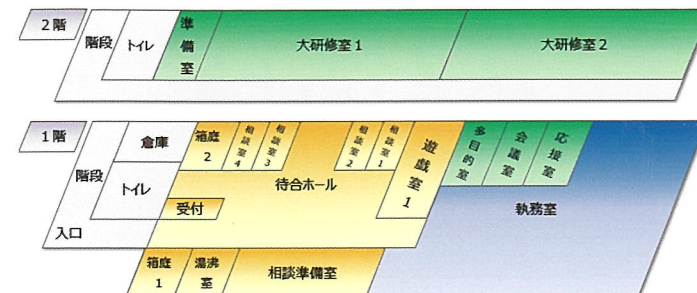 2階
階段
トイレ
準備室
大研修室1
大研修室2
1階
階段
倉庫
トイレ
入口
箱庭2
相談室4
相談室3
相談室2
相談室1
遊戯室1
待合ホール
受付
多目的室
会議室
応接室
執務室
箱庭1
湯沸室
相談準備室